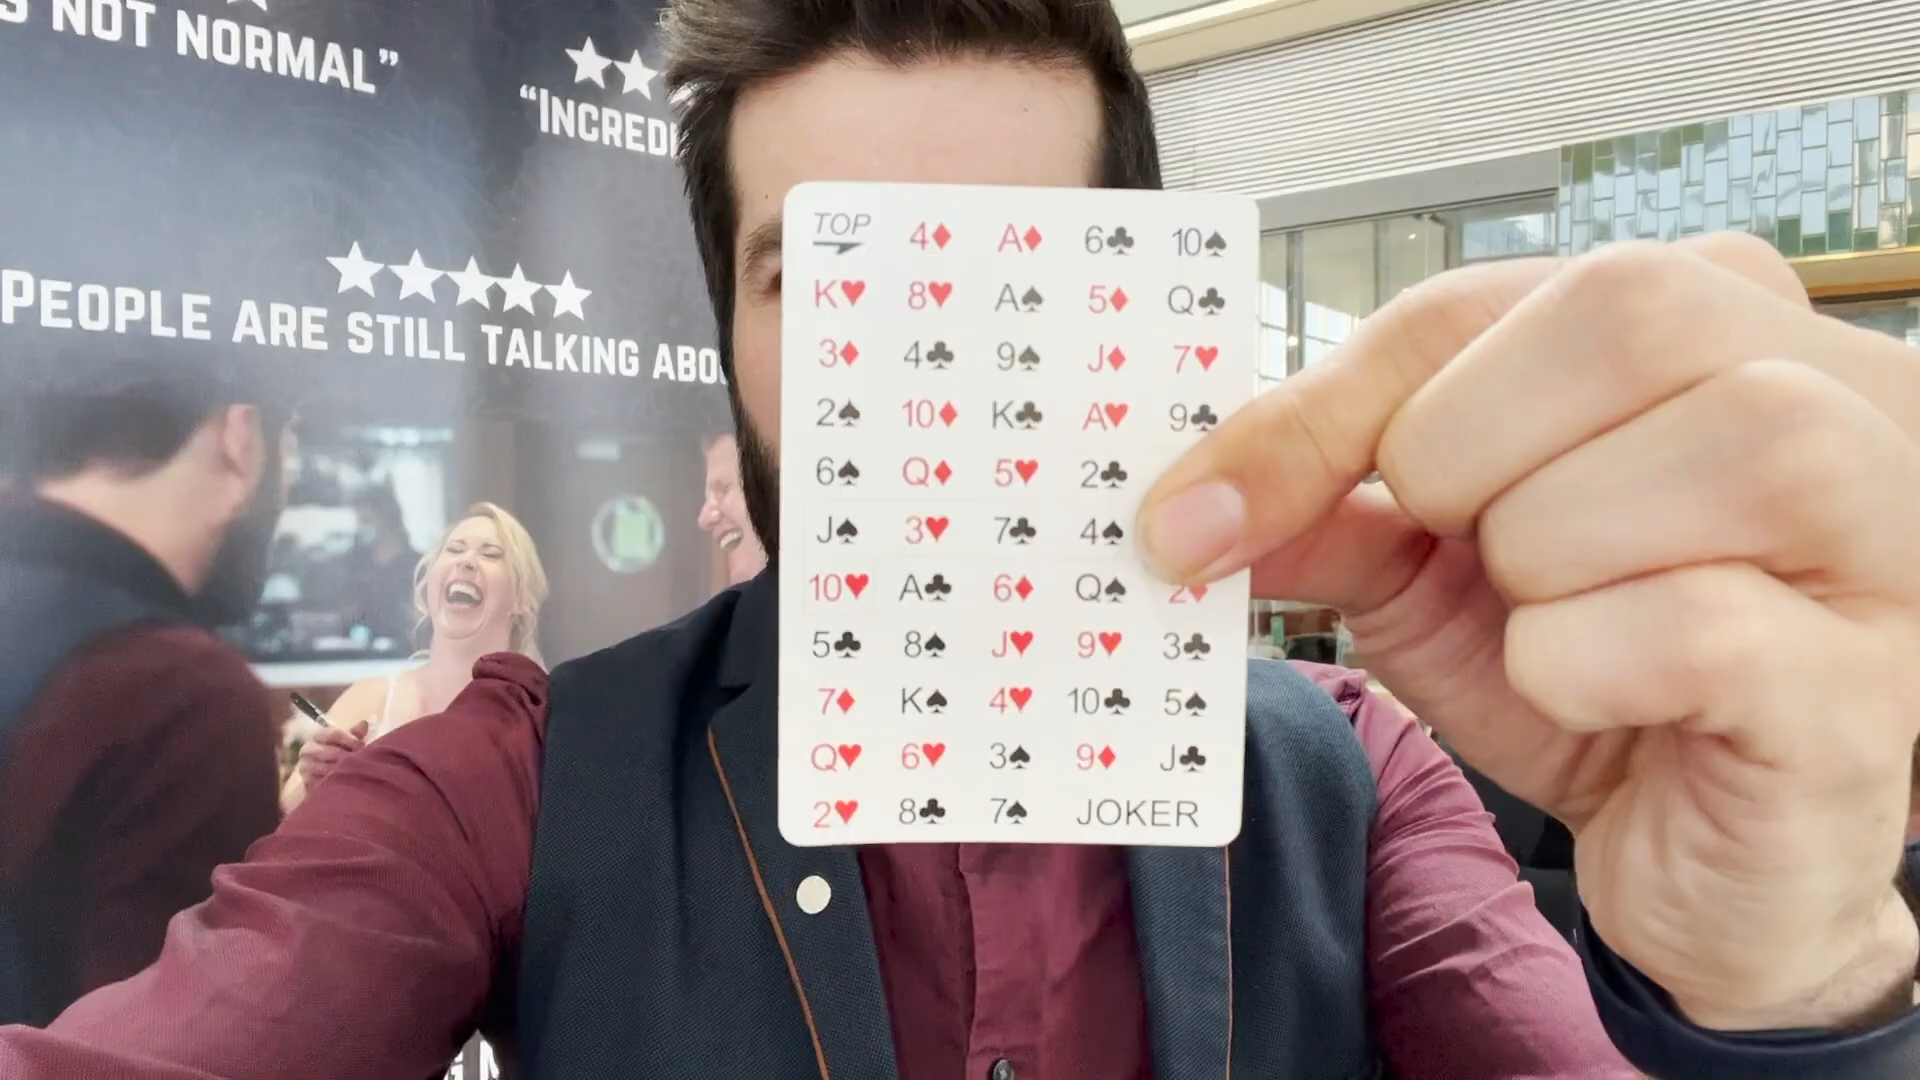 S NOT NORMAL”
“INCREDI
PEOPLE ARE STILL TALKING ABOU
TOP 4♦ A♦ 6♣ 10♠
K♥ 8♥ A♠ 5♦ Q♣
3♦ 4♣ 9♠ J♦ 7♥
2♠ 10♦ K♣ A♥ 9♣
6♠ Q♦ 5♥ 2♣
J♠ 3♥ 7♣ 4♠
10♥ A♣ 6♦ Q♠ 2♦
5♣ 8♠ J♥ 9♥ 3♣
7♦ K♠ 4♥ 10♣ 5♠
Q♥ 6♥ 3♠ 9♦ J♣
2♥ 8♣ 7♠ JOKER